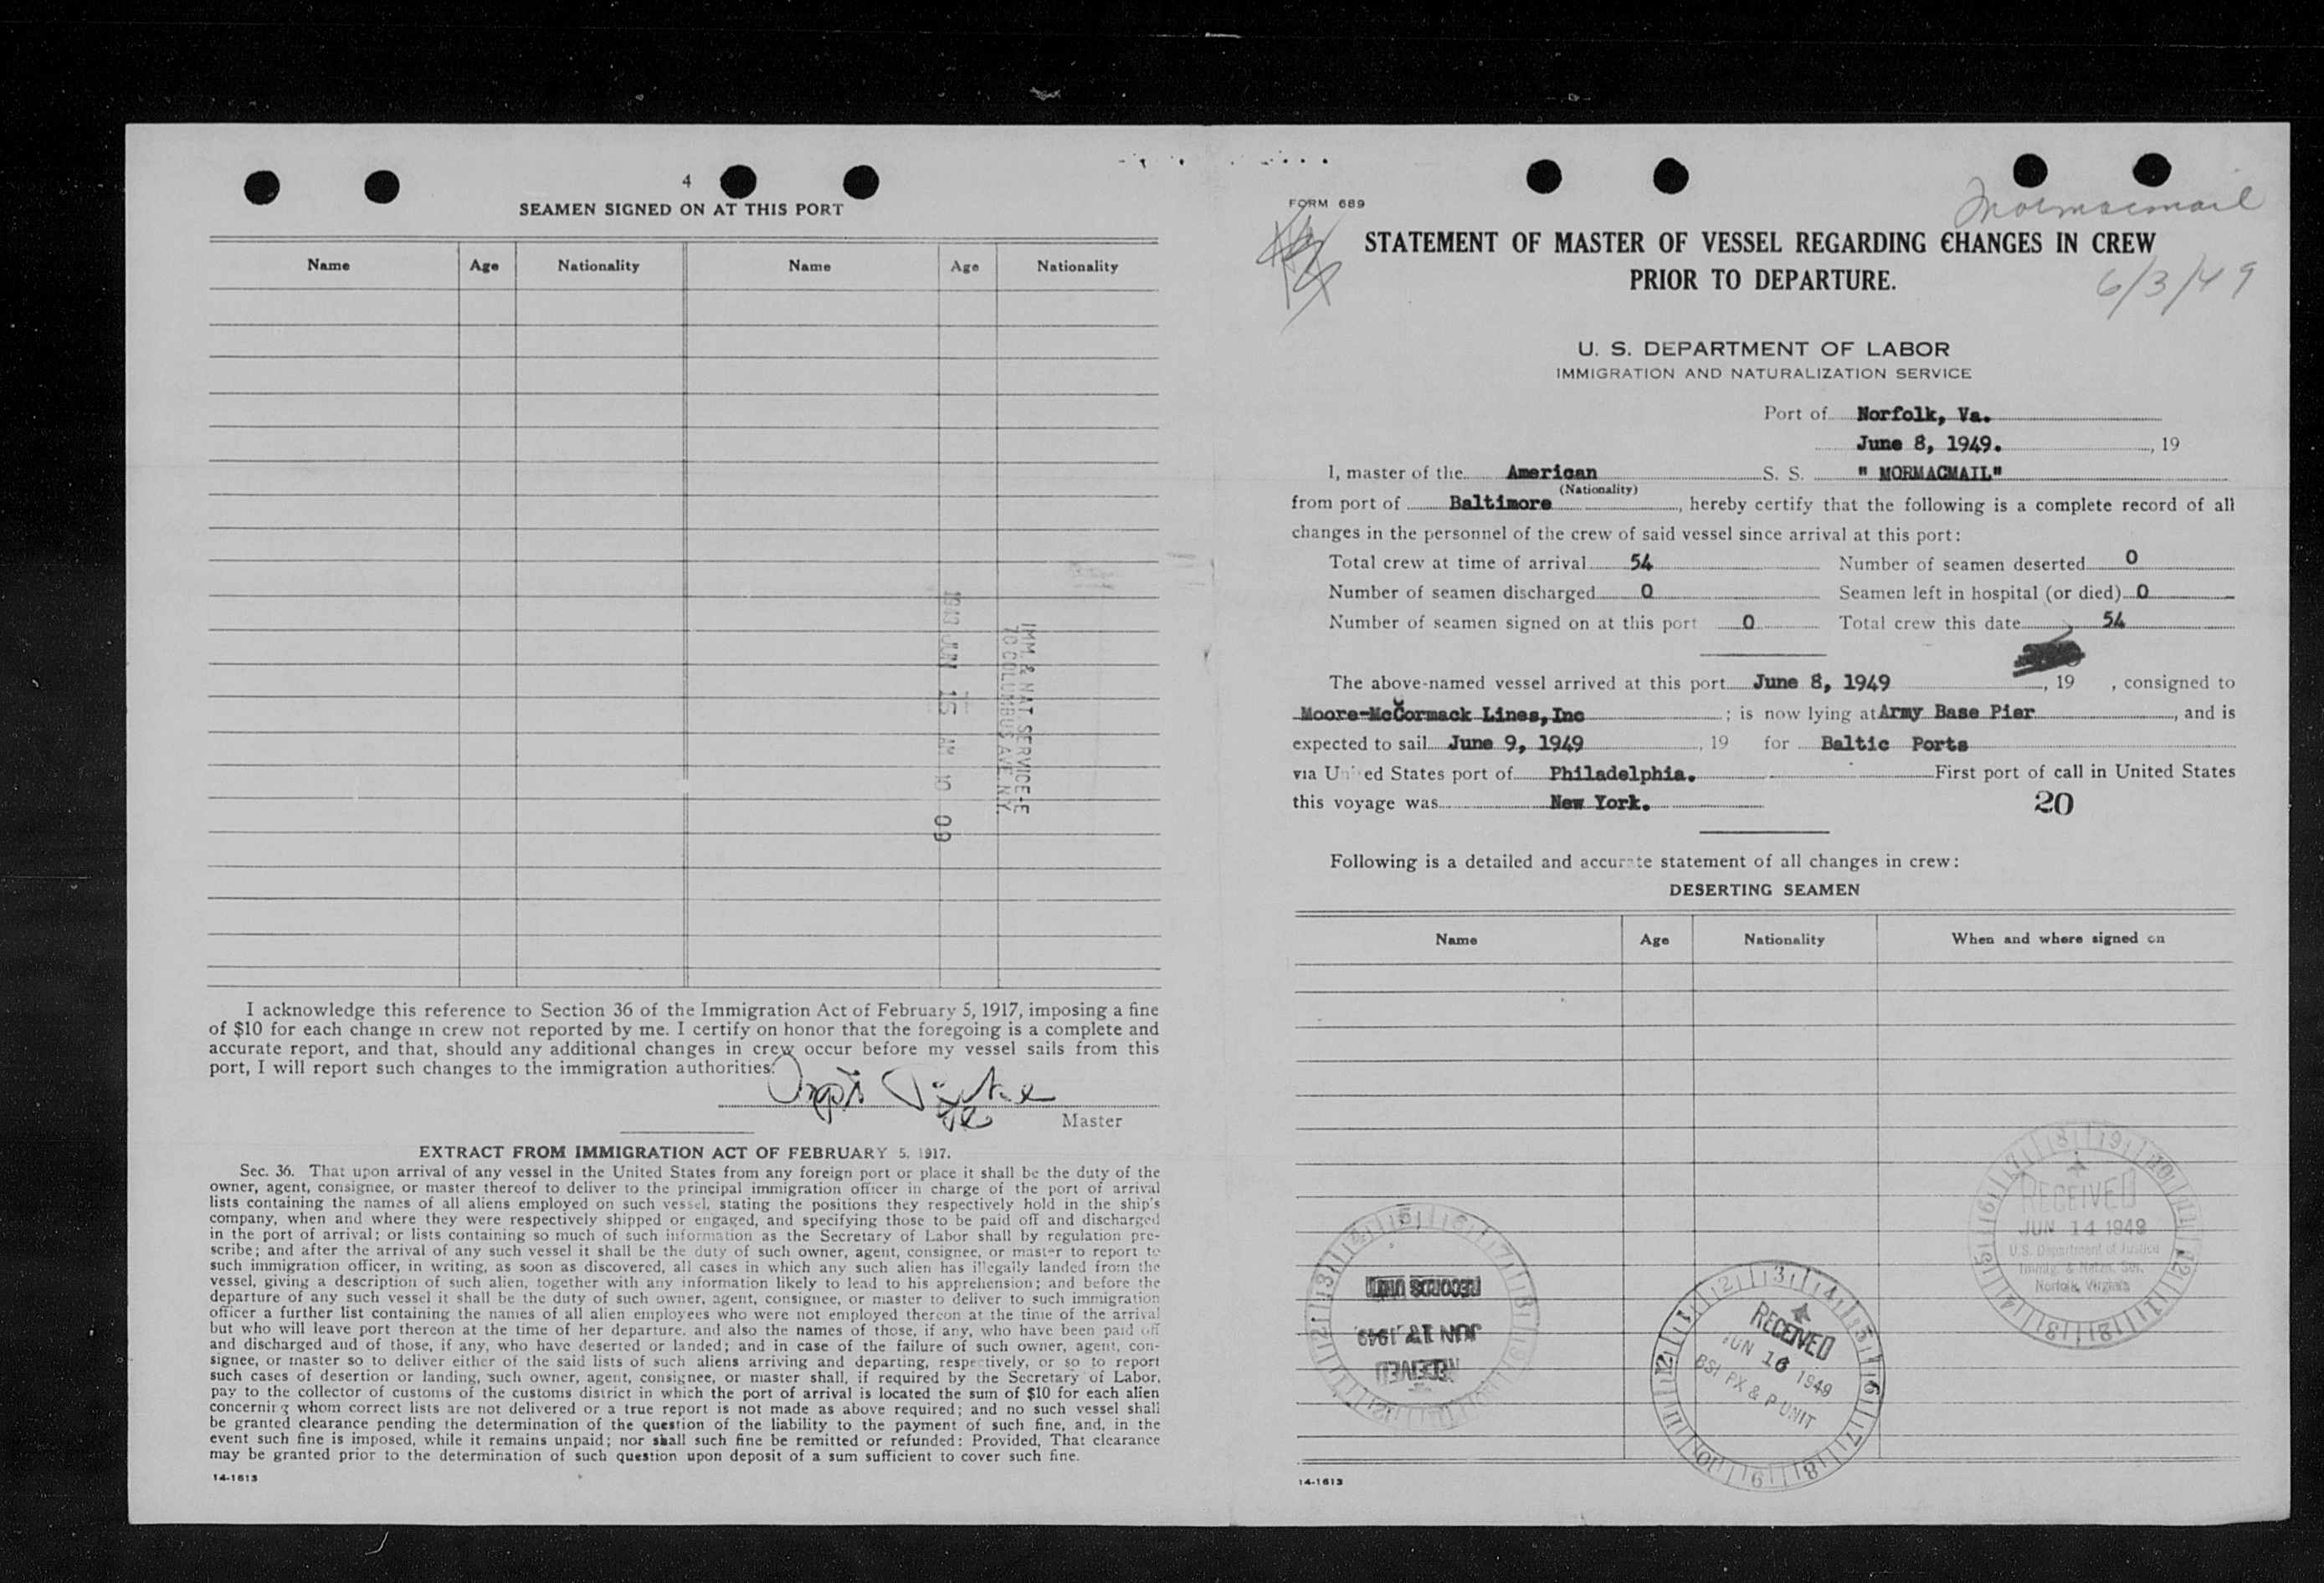 4
SEAMEN SIGNED ON AT THIS PORT
Name Age Nationality Name Age Nationality
IMM. & NAT. SERVICE-E
70 COLUMBUS AVE. N.Y.
JUN 15 AM 10 09
I acknowledge this reference to Section 36 of the Immigration Act of February 5, 1917, imposing a fine
of $10 for each change in crew not reported by me. I certify on honor that the foregoing is a complete and
accurate report, and that, should any additional changes in crew occur before my vessel sails from this
port, I will report such changes to the immigration authorities.
Master
EXTRACT FROM IMMIGRATION ACT OF FEBRUARY 5, 1917.
Sec. 36. That upon arrival of any vessel in the United States from any foreign port or place it shall be the duty of the
owner, agent, consignee, or master thereof to deliver to the principal immigration officer in charge of the port of arrival
lists containing the names of all aliens employed on such vessel, stating the positions they respectively hold in the ship's
company, when and where they were respectively shipped or engaged, and specifying those to be paid off and discharged
in the port of arrival; or lists containing so much of such information as the Secretary of Labor shall by regulation pre-
scribe; and after the arrival of any such vessel it shall be the duty of such owner, agent, consignee, or master to report to
such immigration officer, in writing, as soon as discovered, all cases in which any such alien has illegally landed from the
vessel, giving a description of such alien, together with any information likely to lead to his apprehension; and before the
departure of any such vessel it shall be the duty of such owner, agent, consignee, or master to deliver to such immigration
officer a further list containing the names of all alien employees who were not employed thereon at the time of the arrival
but who will leave port thereon at the time of her departure, and also the names of those, if any, who have been paid off
and discharged and of those, if any, who have deserted or landed; and in case of the failure of such owner, agent, con-
signee, or master so to deliver either of the said lists of such aliens arriving and departing, respectively, or so to report
such cases of desertion or landing, such owner, agent, consignee, or master shall, if required by the Secretary of Labor,
pay to the collector of customs of the customs district in which the port of arrival is located the sum of $10 for each alien
concerning whom correct lists are not delivered or a true report is not made as above required; and no such vessel shall
be granted clearance pending the determination of the question of the liability to the payment of such fine, and, in the
event such fine is imposed, while it remains unpaid; nor shall such fine be remitted or refunded: Provided, That clearance
may be granted prior to the determination of such question upon deposit of a sum sufficient to cover such fine.
14-1613
FORM 689
Mormacmail
STATEMENT OF MASTER OF VESSEL REGARDING CHANGES IN CREW
PRIOR TO DEPARTURE.
6/3/49
U. S. DEPARTMENT OF LABOR
IMMIGRATION AND NATURALIZATION SERVICE
Port of Norfolk, Va.
June 8, 1949. , 19
I, master of the American S. S. " MORMACMAIL"
(Nationality)
from port of Baltimore , hereby certify that the following is a complete record of all
changes in the personnel of the crew of said vessel since arrival at this port:
Total crew at time of arrival 54 Number of seamen deserted 0
Number of seamen discharged 0 Seamen left in hospital (or died) 0
Number of seamen signed on at this port 0 Total crew this date 54
The above-named vessel arrived at this port June 8, 1949 , 19 , consigned to
Moore-McCormack Lines,Inc ; is now lying at Army Base Pier , and is
expected to sail June 9, 1949 , 19 for Baltic Ports
via United States port of Philadelphia. First port of call in United States
this voyage was New York.
20
Following is a detailed and accurate statement of all changes in crew:
DESERTING SEAMEN
Name Age Nationality When and where signed on
RECEIVED
JUN 14 1949
U.S. Department of Justice
Immig. & Natzn. Ser.
Norfolk, Virginia
RECORDS UNIT
JUN 17 1949
RECEIVED
RECEIVED
JUN 16 1949
BSI PX & P UNIT
14-1613